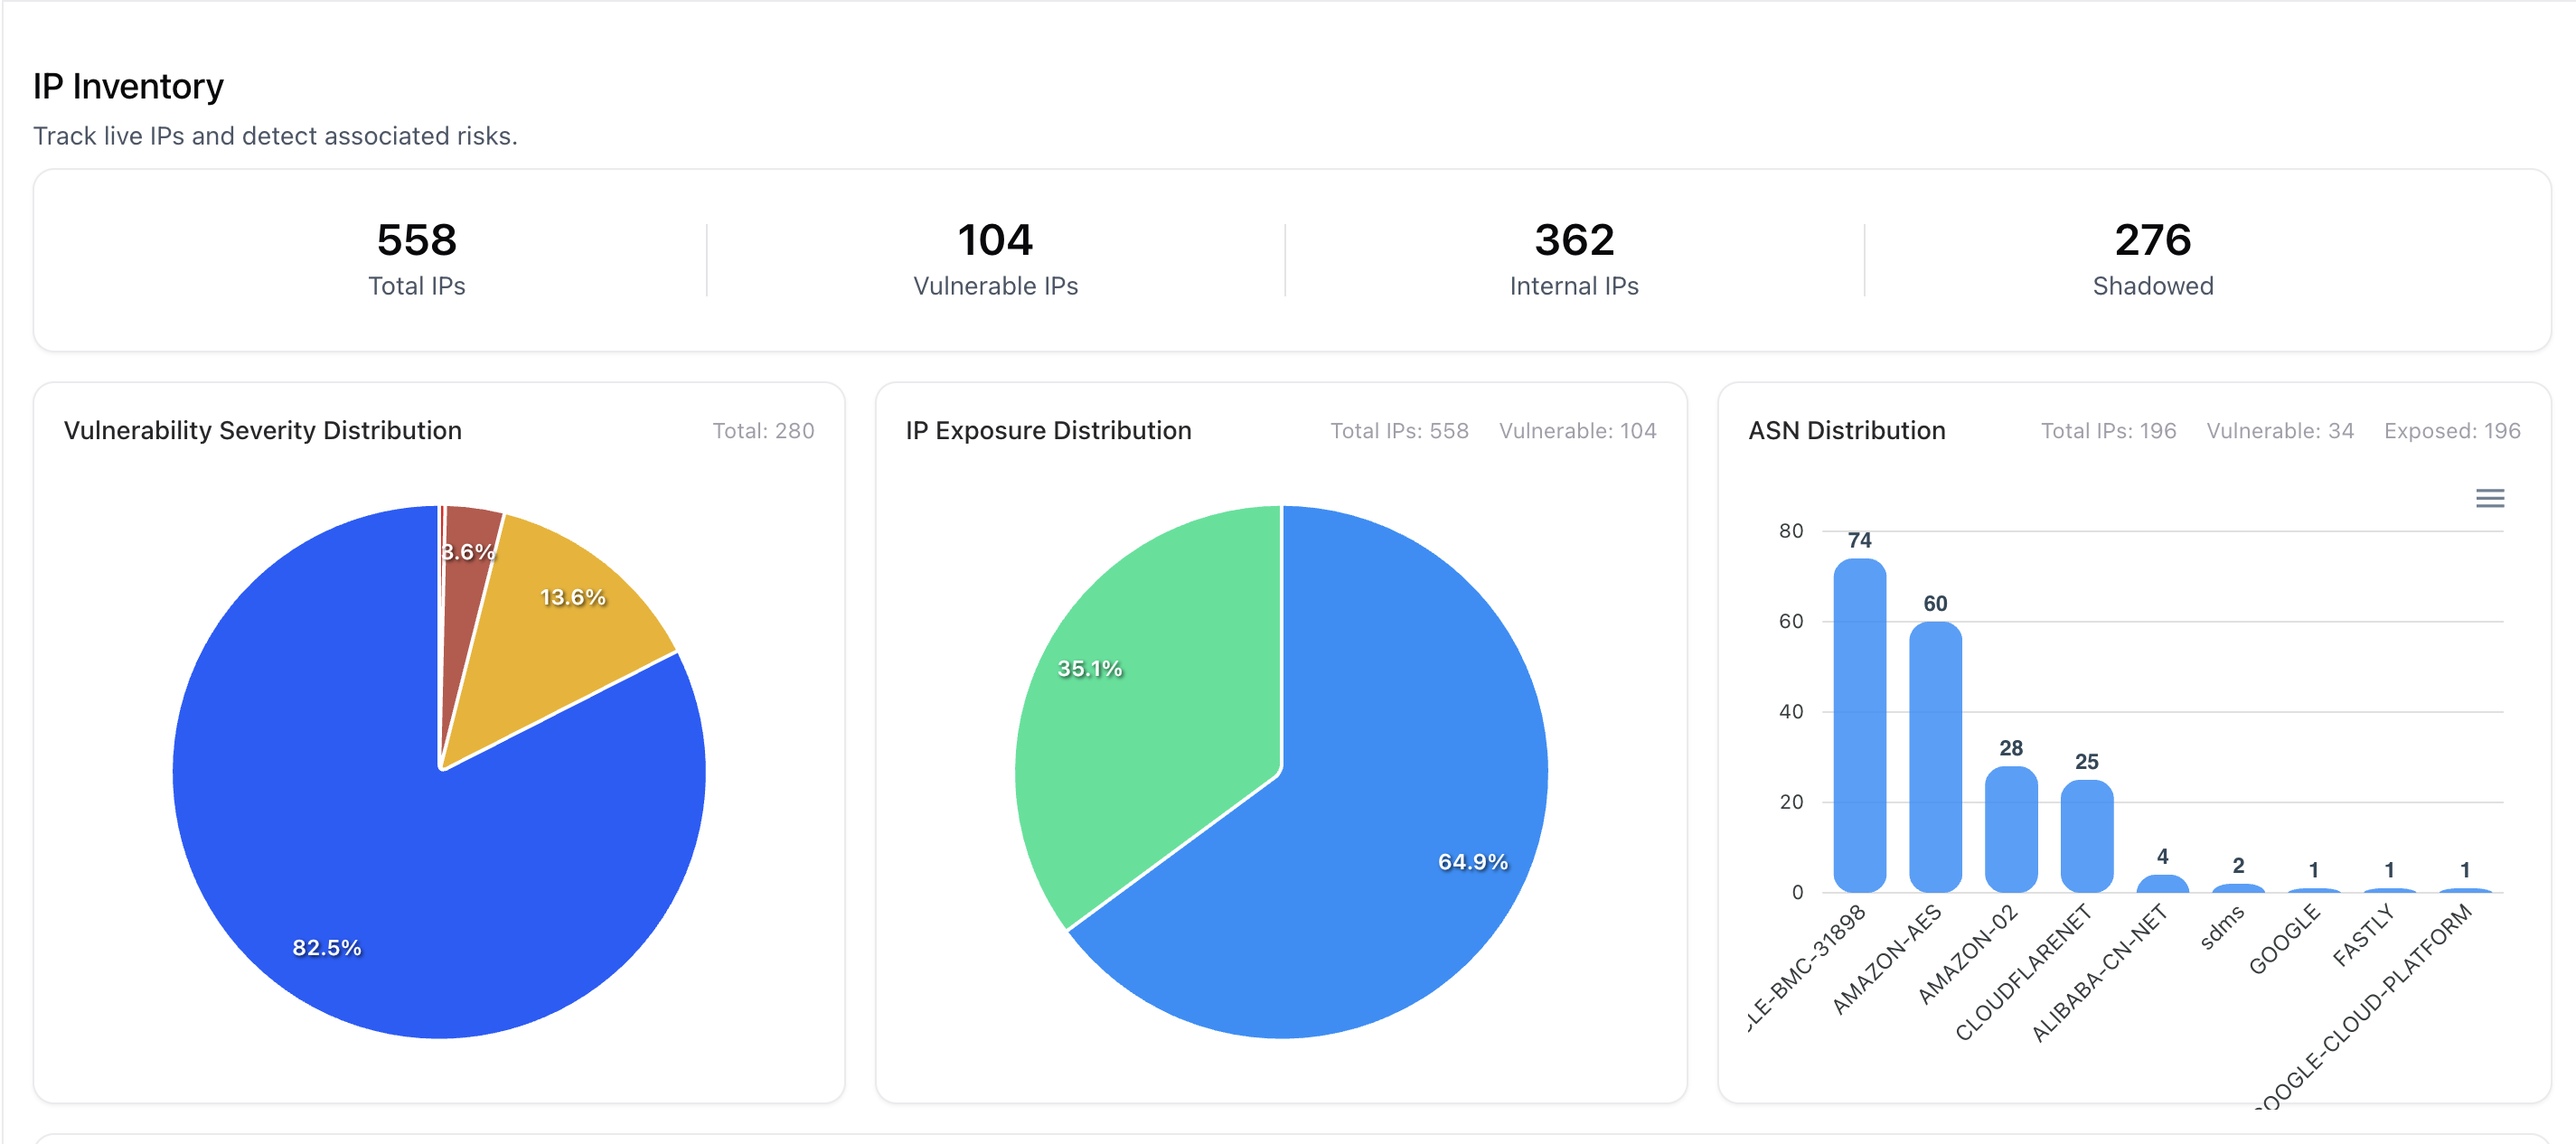 IP Inventory
Track live IPs and detect associated risks.
558
Total IPs
104
Vulnerable IPs
362
Internal IPs
276
Shadowed
Vulnerability Severity Distribution
Total: 280
3.6%
13.6%
82.5%
IP Exposure Distribution
Total IPs: 558
Vulnerable: 104
35.1%
64.9%
ASN Distribution
Total IPs: 196
Vulnerable: 34
Exposed: 196
80
60
40
20
0
74
60
28
25
4
2
1
1
1
LE-BMC-31898
AMAZON-AES
AMAZON-02
CLOUDFLARENET
ALIBABA-CN-NET
sdms
GOOGLE
FASTLY
OOGLE-CLOUD-PLATFORM